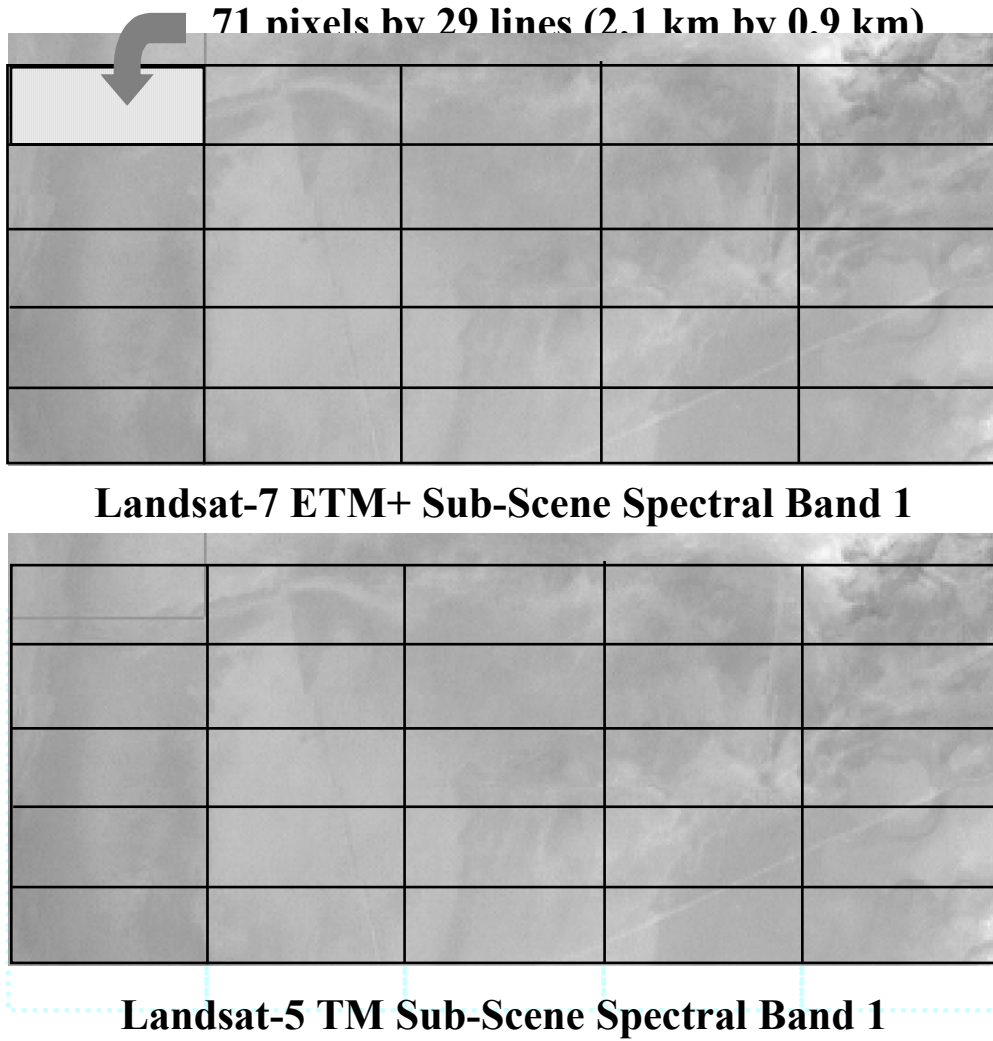 71 pixels by 29 lines (2.1 km by 0.9 km)
Landsat-7 ETM+ Sub-Scene Spectral Band 1
Landsat-5 TM Sub-Scene Spectral Band 1